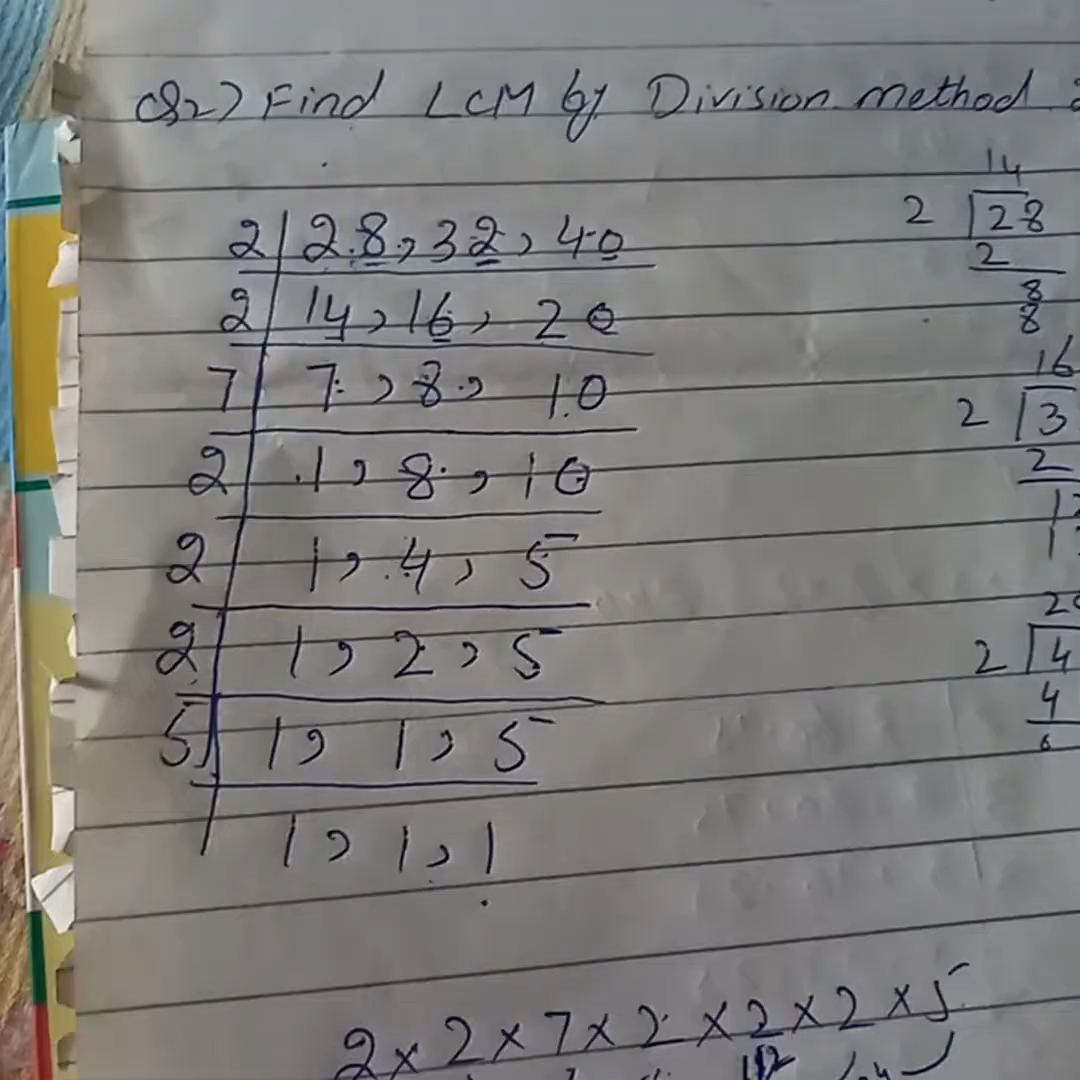 Q2) Find LCM by Division method
2 | 28, 32, 40
2 | 14, 16, 20
7 | 7, 8, 10
2 | 1, 8, 10
2 | 1, 4, 5
2 | 1, 2, 5
5 | 1, 1, 5
1, 1, 1
2 × 2 × 7 × 2 × 2 × 2 × 5
14
2 28
2
8
8
16
2 3
2
1
1
2
2 4
4